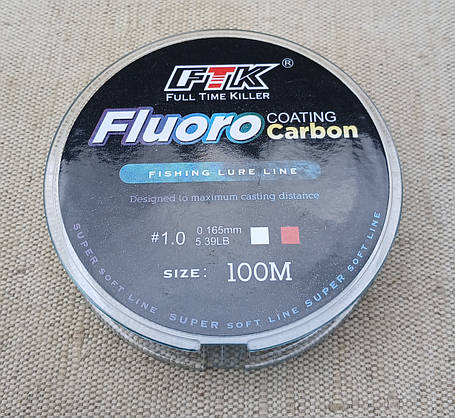 FTK®
FULL TIME KILLER
Fluoro COATING Carbon
FISHING LURE LINE
Designed to maximum casting distance
#1.0 0.165mm
5.39LB
SIZE: 100M
SUPER SOFT LINE SUPER SOFT LINE SUPER SOFT LINE